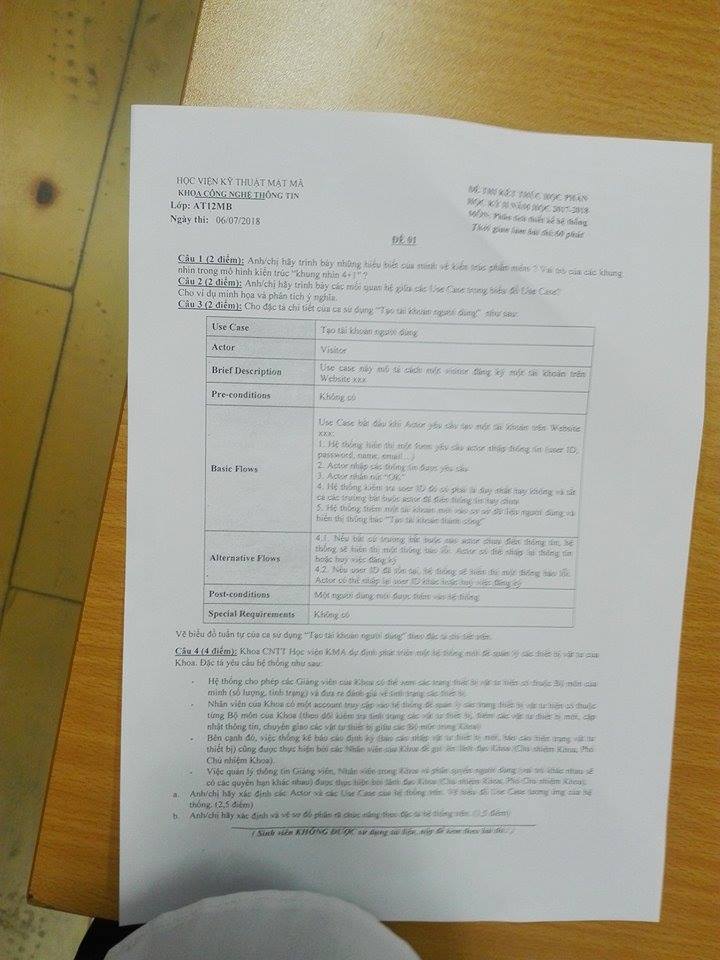 HỌC VIỆN KỸ THUẬT MẬT MÃ
KHOA CÔNG NGHỆ THÔNG TIN
Lớp: AT12MB
Ngày thi: 06/07/2018
ĐỀ THI KẾT THÚC HỌC PHẦN
HỌC KỲ II NĂM HỌC 2017-2018
MÔN: Phân tích thiết kế hệ thống
Thời gian làm bài thi: 60 phút
ĐỀ 01
Câu 1 (2 điểm): Anh/chị hãy trình bày những hiểu biết của mình về kiến trúc phần mềm ? Vai trò của các khung
nhìn trong mô hình kiến trúc "khung nhìn 4+1" ?
Câu 2 (2 điểm): Anh/chị hãy trình bày các mối quan hệ giữa các Use Case trong biểu đồ Use Case?
Cho ví dụ minh họa và phân tích ý nghĩa.
Câu 3 (2 điểm): Cho đặc tả chi tiết của ca sử dụng "Tạo tài khoản người dùng" như sau:
Use Case Tạo tài khoản người dùng
Actor Visitor
Brief Description Use case này mô tả cách một visitor đăng ký một tài khoản trên
Website xxx
Pre-conditions Không có
Basic Flows Use Case bắt đầu khi Actor yêu cầu tạo một tài khoản trên Website
xxx:
1. Hệ thống hiển thị một form yêu cầu actor nhập thông tin (user ID,
password, name, email…)
2. Actor nhập các thông tin được yêu cầu
3. Actor nhấn nút "OK"
4. Hệ thống kiểm tra user ID đó có phải là duy nhất hay không và tất
cả các trường bắt buộc actor đã điền thông tin hay chưa
5. Hệ thống thêm một tài khoản mới vào cơ sở dữ liệu người dùng và
hiển thị thông báo "Tạo tài khoản thành công"
Alternative Flows 4.1. Nếu bất cứ trường bắt buộc nào actor chưa điền thông tin, hệ
thống sẽ hiển thị một thông báo lỗi. Actor có thể nhập lại thông tin
hoặc huỷ việc đăng ký
4.2. Nếu user ID đã tồn tại, hệ thống sẽ hiển thị một thông báo lỗi.
Actor có thể nhập lại user ID khác hoặc huỷ việc đăng ký
Post-conditions Một người dùng mới được thêm vào hệ thống
Special Requirements Không có
Vẽ biểu đồ tuần tự của ca sử dụng "Tạo tài khoản người dùng" theo đặc tả chi tiết trên.
Câu 4 (4 điểm): Khoa CNTT Học viện KMA dự định phát triển một hệ thống mới để quản lý các thiết bị vật tư của
Khoa. Đặc tả yêu cầu hệ thống như sau:
- Hệ thống cho phép các Giảng viên của Khoa có thể xem các trang thiết bị vật tư hiện có thuộc Bộ môn của
mình (số lượng, tình trạng) và đưa ra đánh giá về tình trạng các thiết bị.
- Nhân viên của Khoa có một account truy cập vào hệ thống để quản lý các trang thiết bị vật tư hiện có thuộc
từng Bộ môn của Khoa (theo dõi kiểm tra tình trạng các vật tư thiết bị, thêm các vật tư thiết bị mới, cập
nhật thông tin, chuyển giao các vật tư thiết bị giữa các Bộ môn trong Khoa)
- Bên cạnh đó, việc thống kê báo cáo định kỳ (báo cáo nhập vật tư thiết bị mới, báo cáo hiện trạng vật tư
thiết bị) cũng được thực hiện bởi các Nhân viên của Khoa để gửi lên lãnh đạo Khoa (Chủ nhiệm Khoa, Phó
Chủ nhiệm Khoa).
- Việc quản lý thông tin Giảng viên, Nhân viên trong Khoa và phân quyền người dùng (vai trò khác nhau sẽ
có các quyền hạn khác nhau) được thực hiện bởi lãnh đạo Khoa (Chủ nhiệm Khoa, Phó Chủ nhiệm Khoa).
a. Anh/chị hãy xác định các Actor và các Use Case của hệ thống trên. Vẽ biểu đồ Use Case tương ứng của hệ
thống. (2,5 điểm)
b. Anh/chị hãy xác định và vẽ sơ đồ phân rã chức năng theo đặc tả hệ thống trên. (1,5 điểm)
( Sinh viên KHÔNG ĐƯỢC sử dụng tài liệu, nộp đề kèm theo bài thi. )